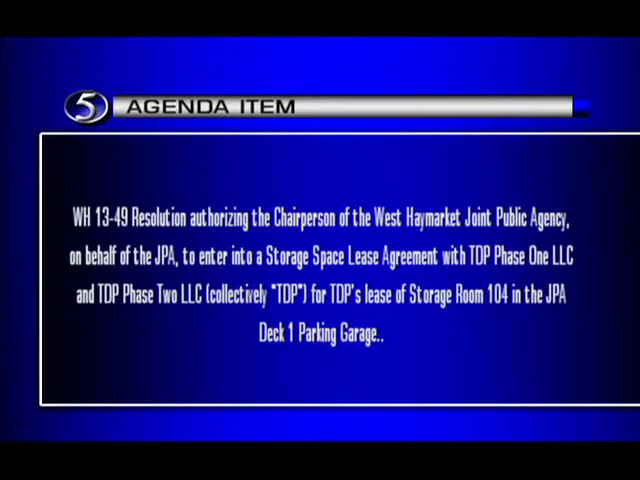 5 AGENDA ITEM
WH 13-49 Resolution authorizing the Chairperson of the West Haymarket Joint Public Agency,
on behalf of the JPA, to enter into a Storage Space Lease Agreement with TDP Phase One LLC
and TDP Phase Two LLC (collectively "TDP") for TDP's lease of Storage Room 104 in the JPA
Deck 1 Parking Garage..